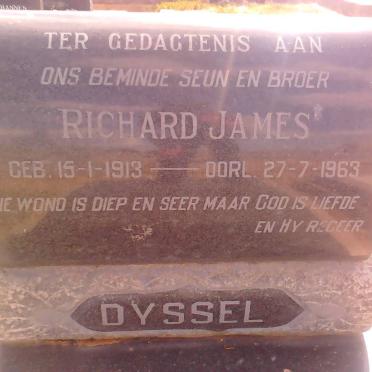 TER GEDAGTENIS AAN
ONS BEMINDE SEUN EN BROER
RICHARD JAMES
GEB. 15-1-1913 — OORL. 27-7-1963
WOND IS DIEP EN SEER MAAR GOD IS LIEFDE
EN HY REGEER
DYSSEL